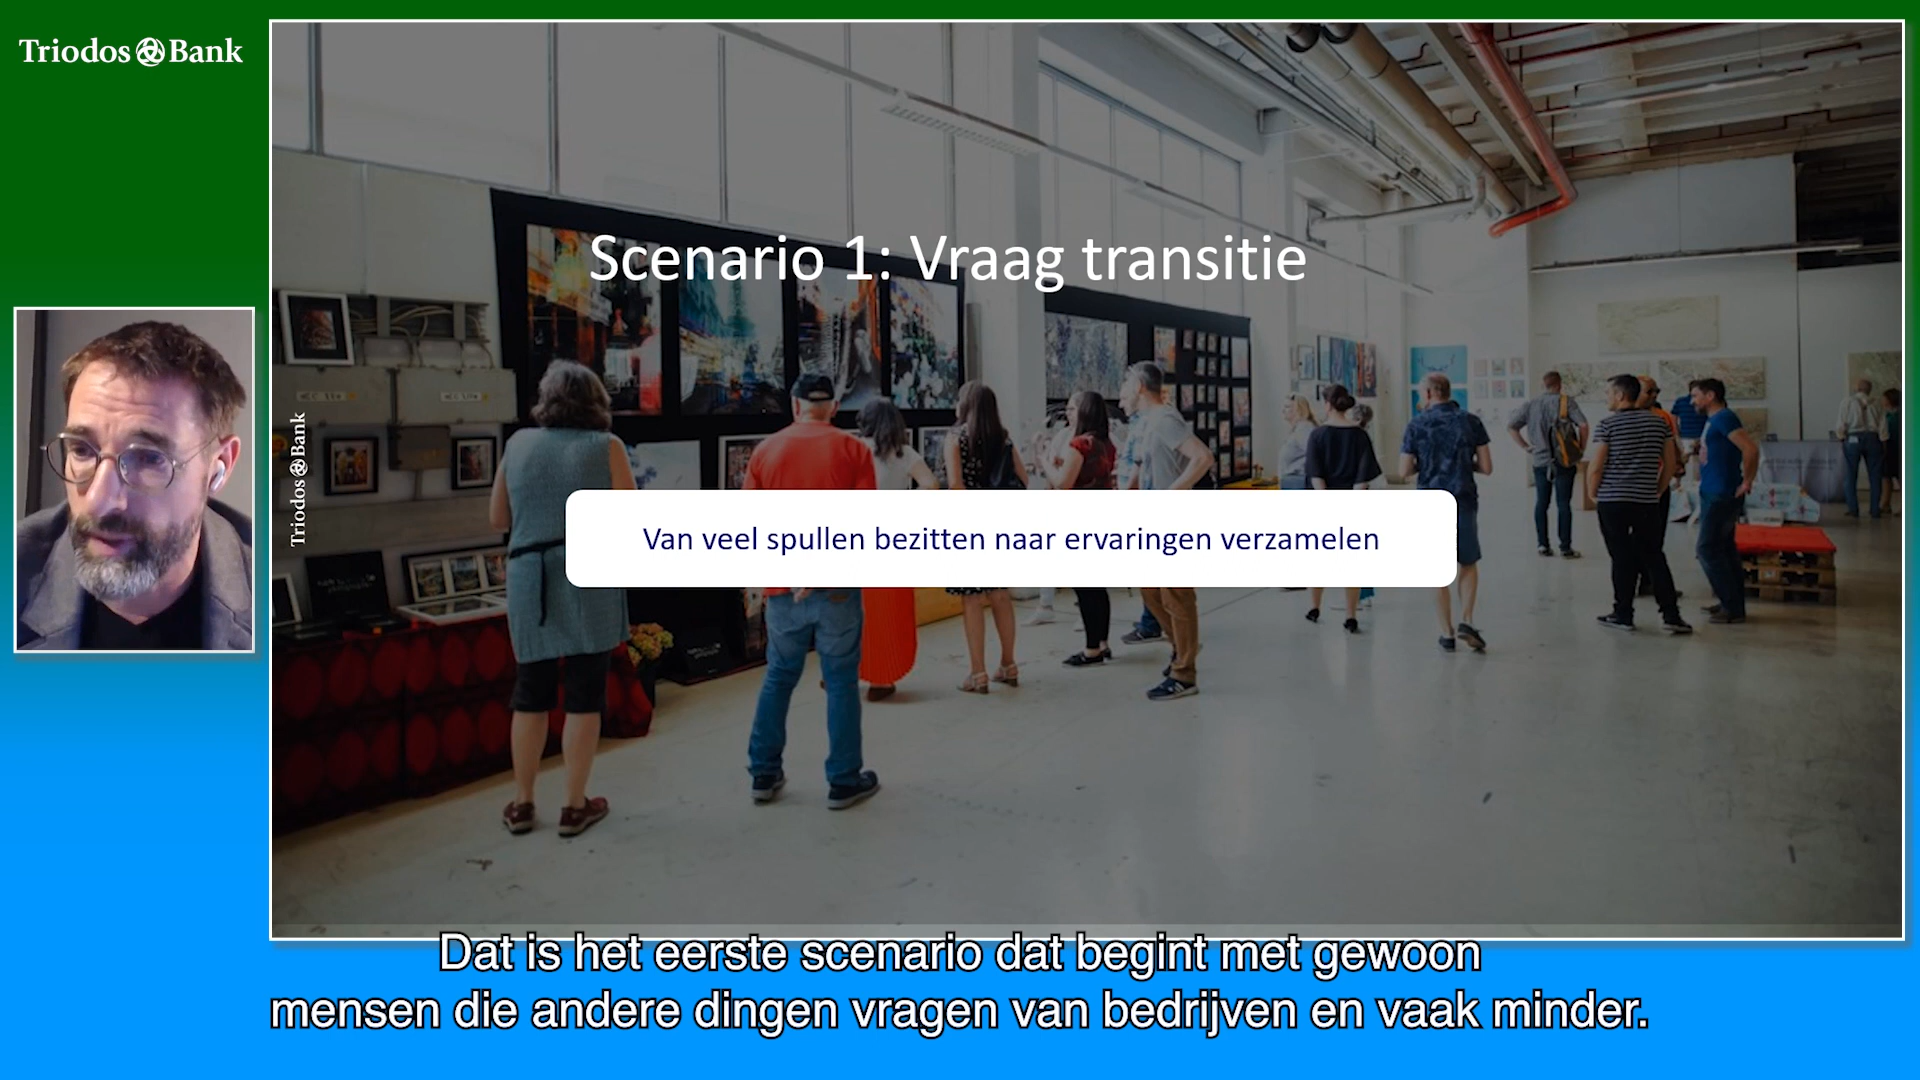 Triodos Bank
Scenario 1: Vraag transitie
Triodos Bank
Van veel spullen bezitten naar ervaringen verzamelen
Dat is het eerste scenario dat begint met gewoon
mensen die andere dingen vragen van bedrijven en vaak minder.